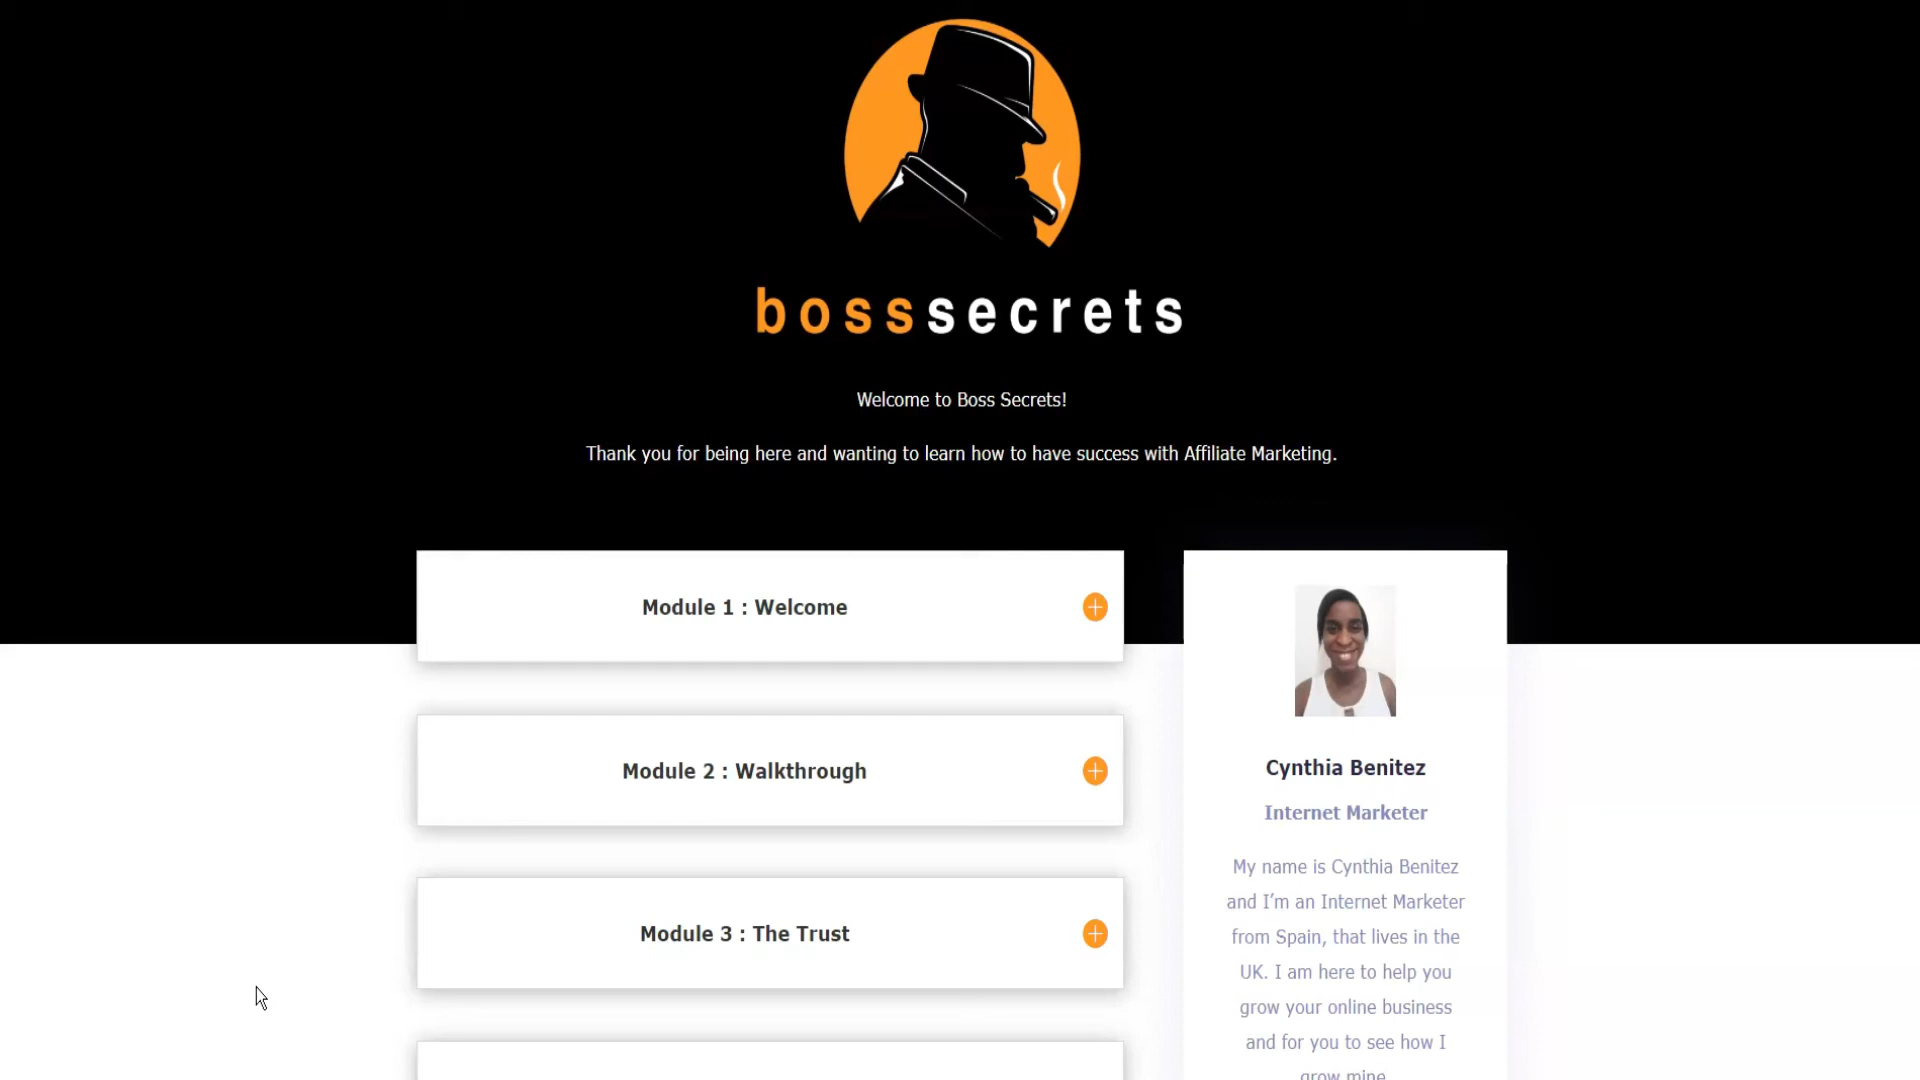 bosssecrets
Welcome to Boss Secrets!
Thank you for being here and wanting to learn how to have success with Affiliate Marketing.
Module 1 : Welcome
Module 2 : Walkthrough
Module 3 : The Trust
Cynthia Benitez
Internet Marketer
My name is Cynthia Benitez
and I’m an Internet Marketer
from Spain, that lives in the
UK. I am here to help you
grow your online business
and for you to see how I
grow mine